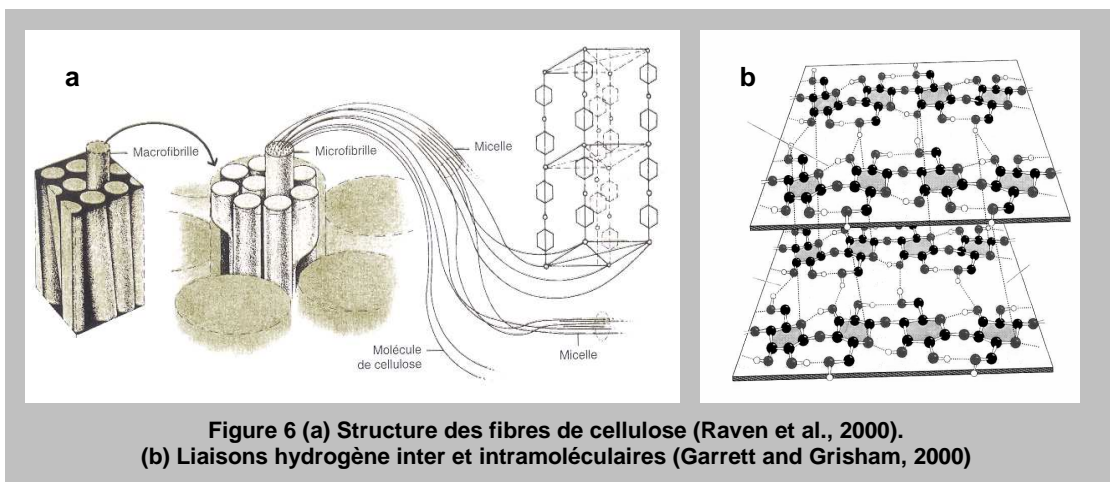 a
Macrofibrille
Microfibrille
Micelle
Molécule
de cellulose
Micelle
b
Figure 6 (a) Structure des fibres de cellulose (Raven et al., 2000).
(b) Liaisons hydrogène inter et intramoléculaires (Garrett and Grisham, 2000)